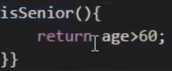 isSenior(){
return age>60;
}}